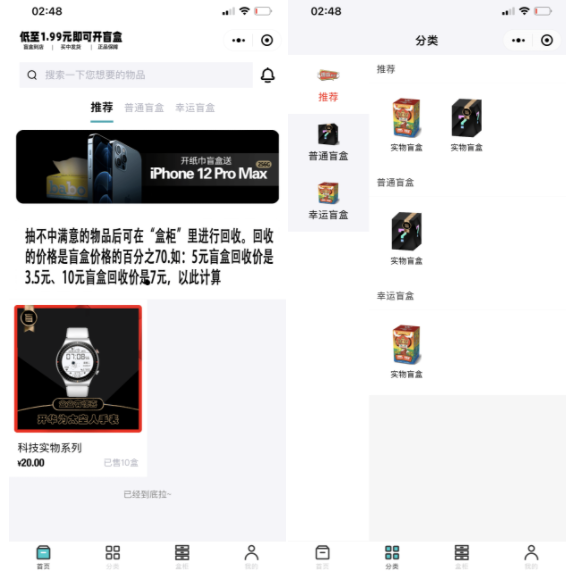 02:48
低至1.99元即可开盲盒
盲盒到店 | 买中发货 | 正品保障
搜索一下您想要的物品
推荐 普通盲盒 幸运盲盒
开纸巾盲盒送
iPhone 12 Pro Max
256G
抽不中满意的物品后可在“盒柜”里进行回收。回收
的价格是盲盒价格的百分之70.如：5元盲盒回收价是
3.5元、10元盲盒回收价是7元，以此计算
07:08
开华为太空人手表
科技实物系列
¥20.00 已售10盒
已经到底拉~
首页 分类 盒柜 我的
02:48
分类
推荐
普通盲盒
幸运盲盒
推荐
实物盲盒 实物盲盒
普通盲盒
实物盲盒
幸运盲盒
实物盲盒
首页 分类 盒柜 我的